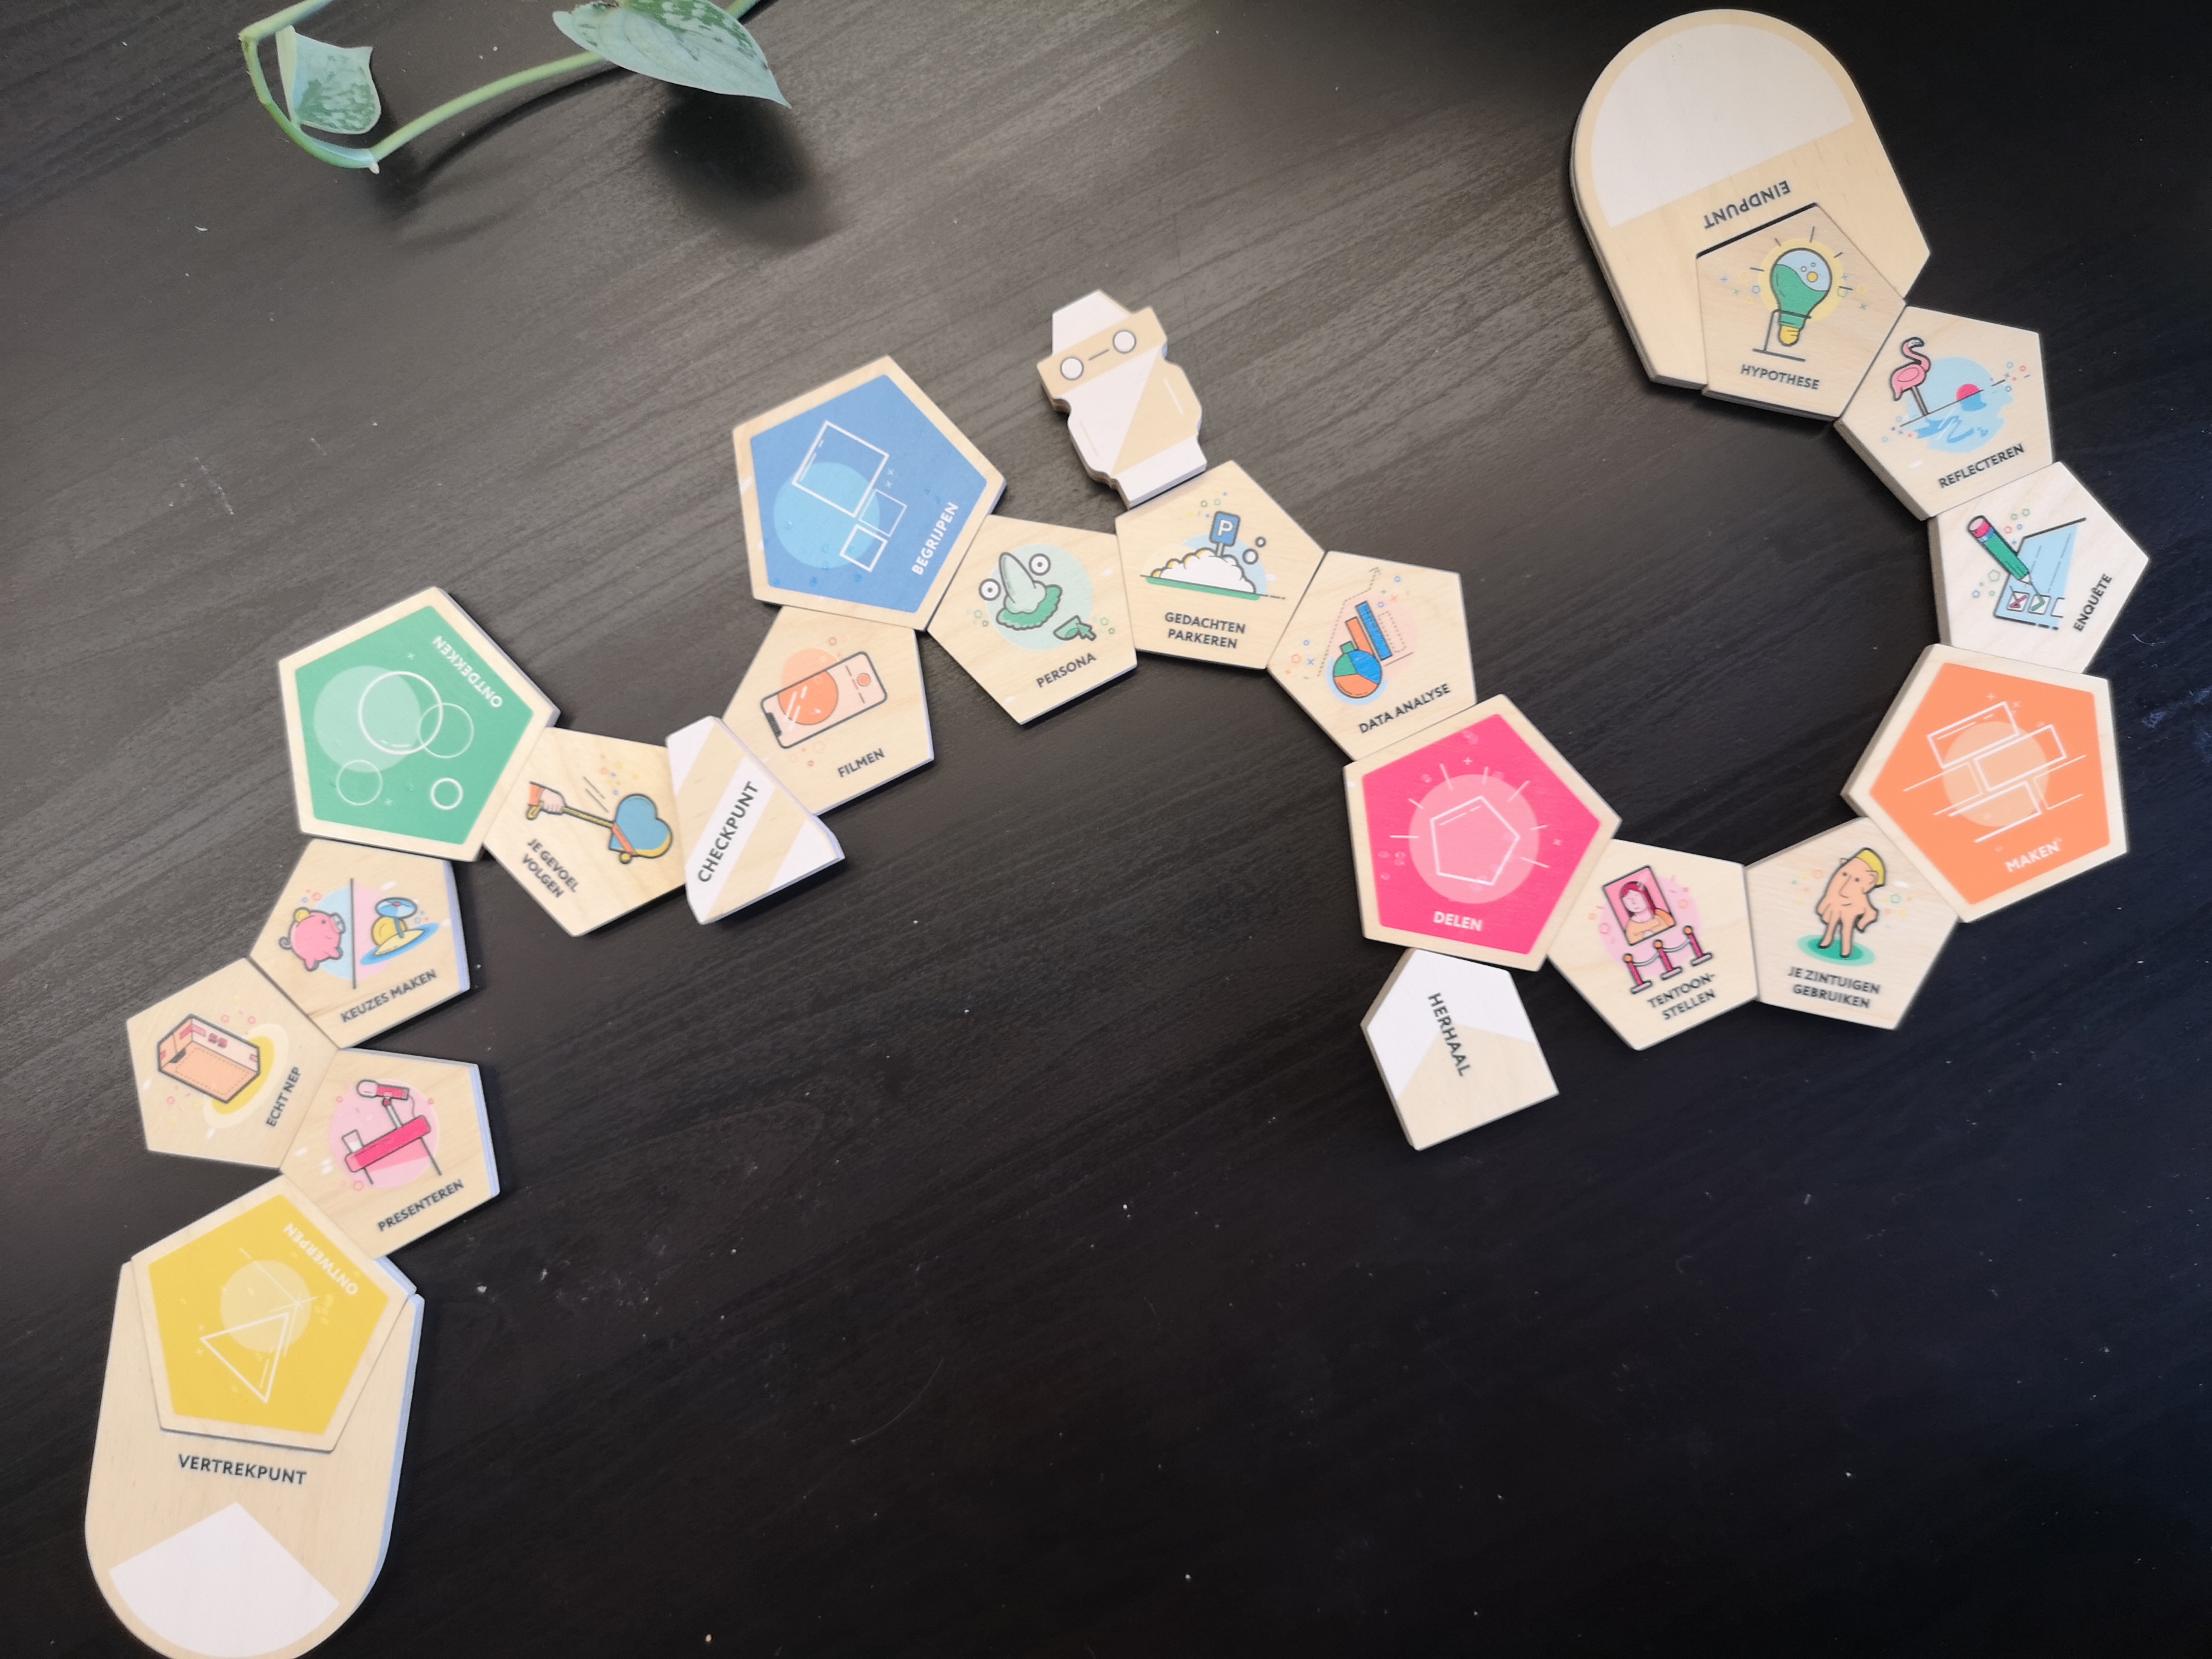 VERTREKPUNT
ONTWERPEN
PRESENTEREN
ECHT NEP
KEUZES MAKEN
ONTDEKKEN
JE GEVOEL
VOLGEN
CHECKPUNT
FILMEN
BEGRIJPEN
PERSONA
GEDACHTEN
PARKEREN
P
DATA ANALYSE
DELEN
HERHAAL
TENTOON-
STELLEN
JE ZINTUIGEN
GEBRUIKEN
MAKEN
ENQUÊTE
REFLECTEREN
HYPOTHESE
EINDPUNT